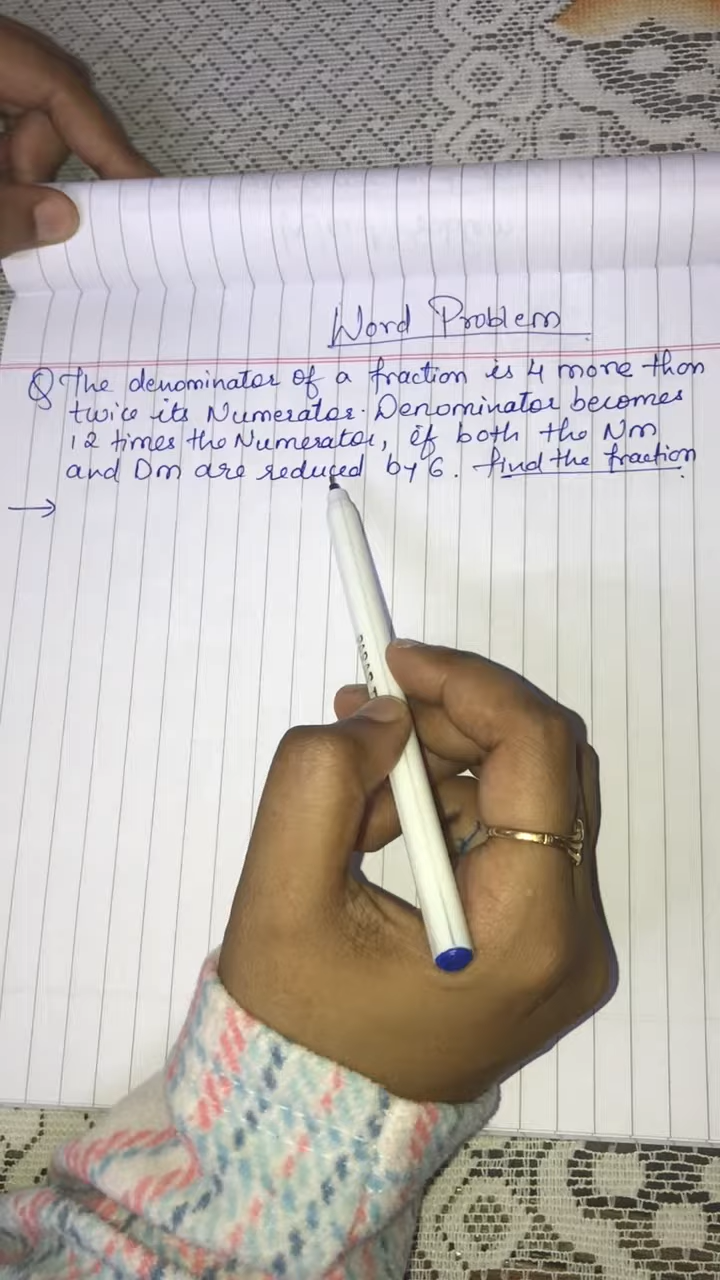 Word Problem
Q The denominator of a fraction is 4 more than
twice its Numerator. Denominator becomes
12 times the Numerator, if both the Nm
and Dm are reduced by 6. find the fraction.